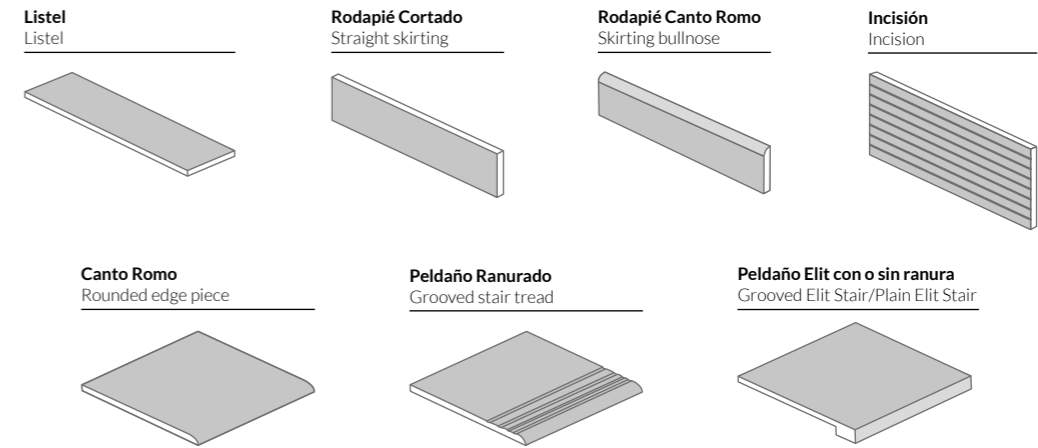 Listel
Listel
Rodapié Cortado
Straight skirting
Rodapié Canto Romo
Skirting bullnose
Incisión
Incision
Canto Romo
Rounded edge piece
Peldaño Ranurado
Grooved stair tread
Peldaño Elit con o sin ranura
Grooved Elit Stair/Plain Elit Stair